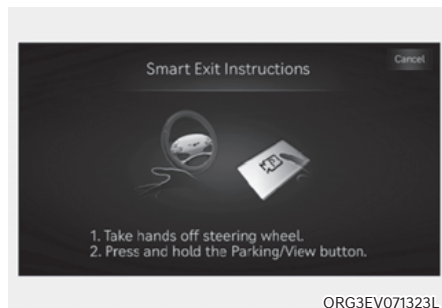 Cancel
Smart Exit Instructions
1. Take hands off steering wheel.
2. Press and hold the Parking/View button.
ORG3EV071323L